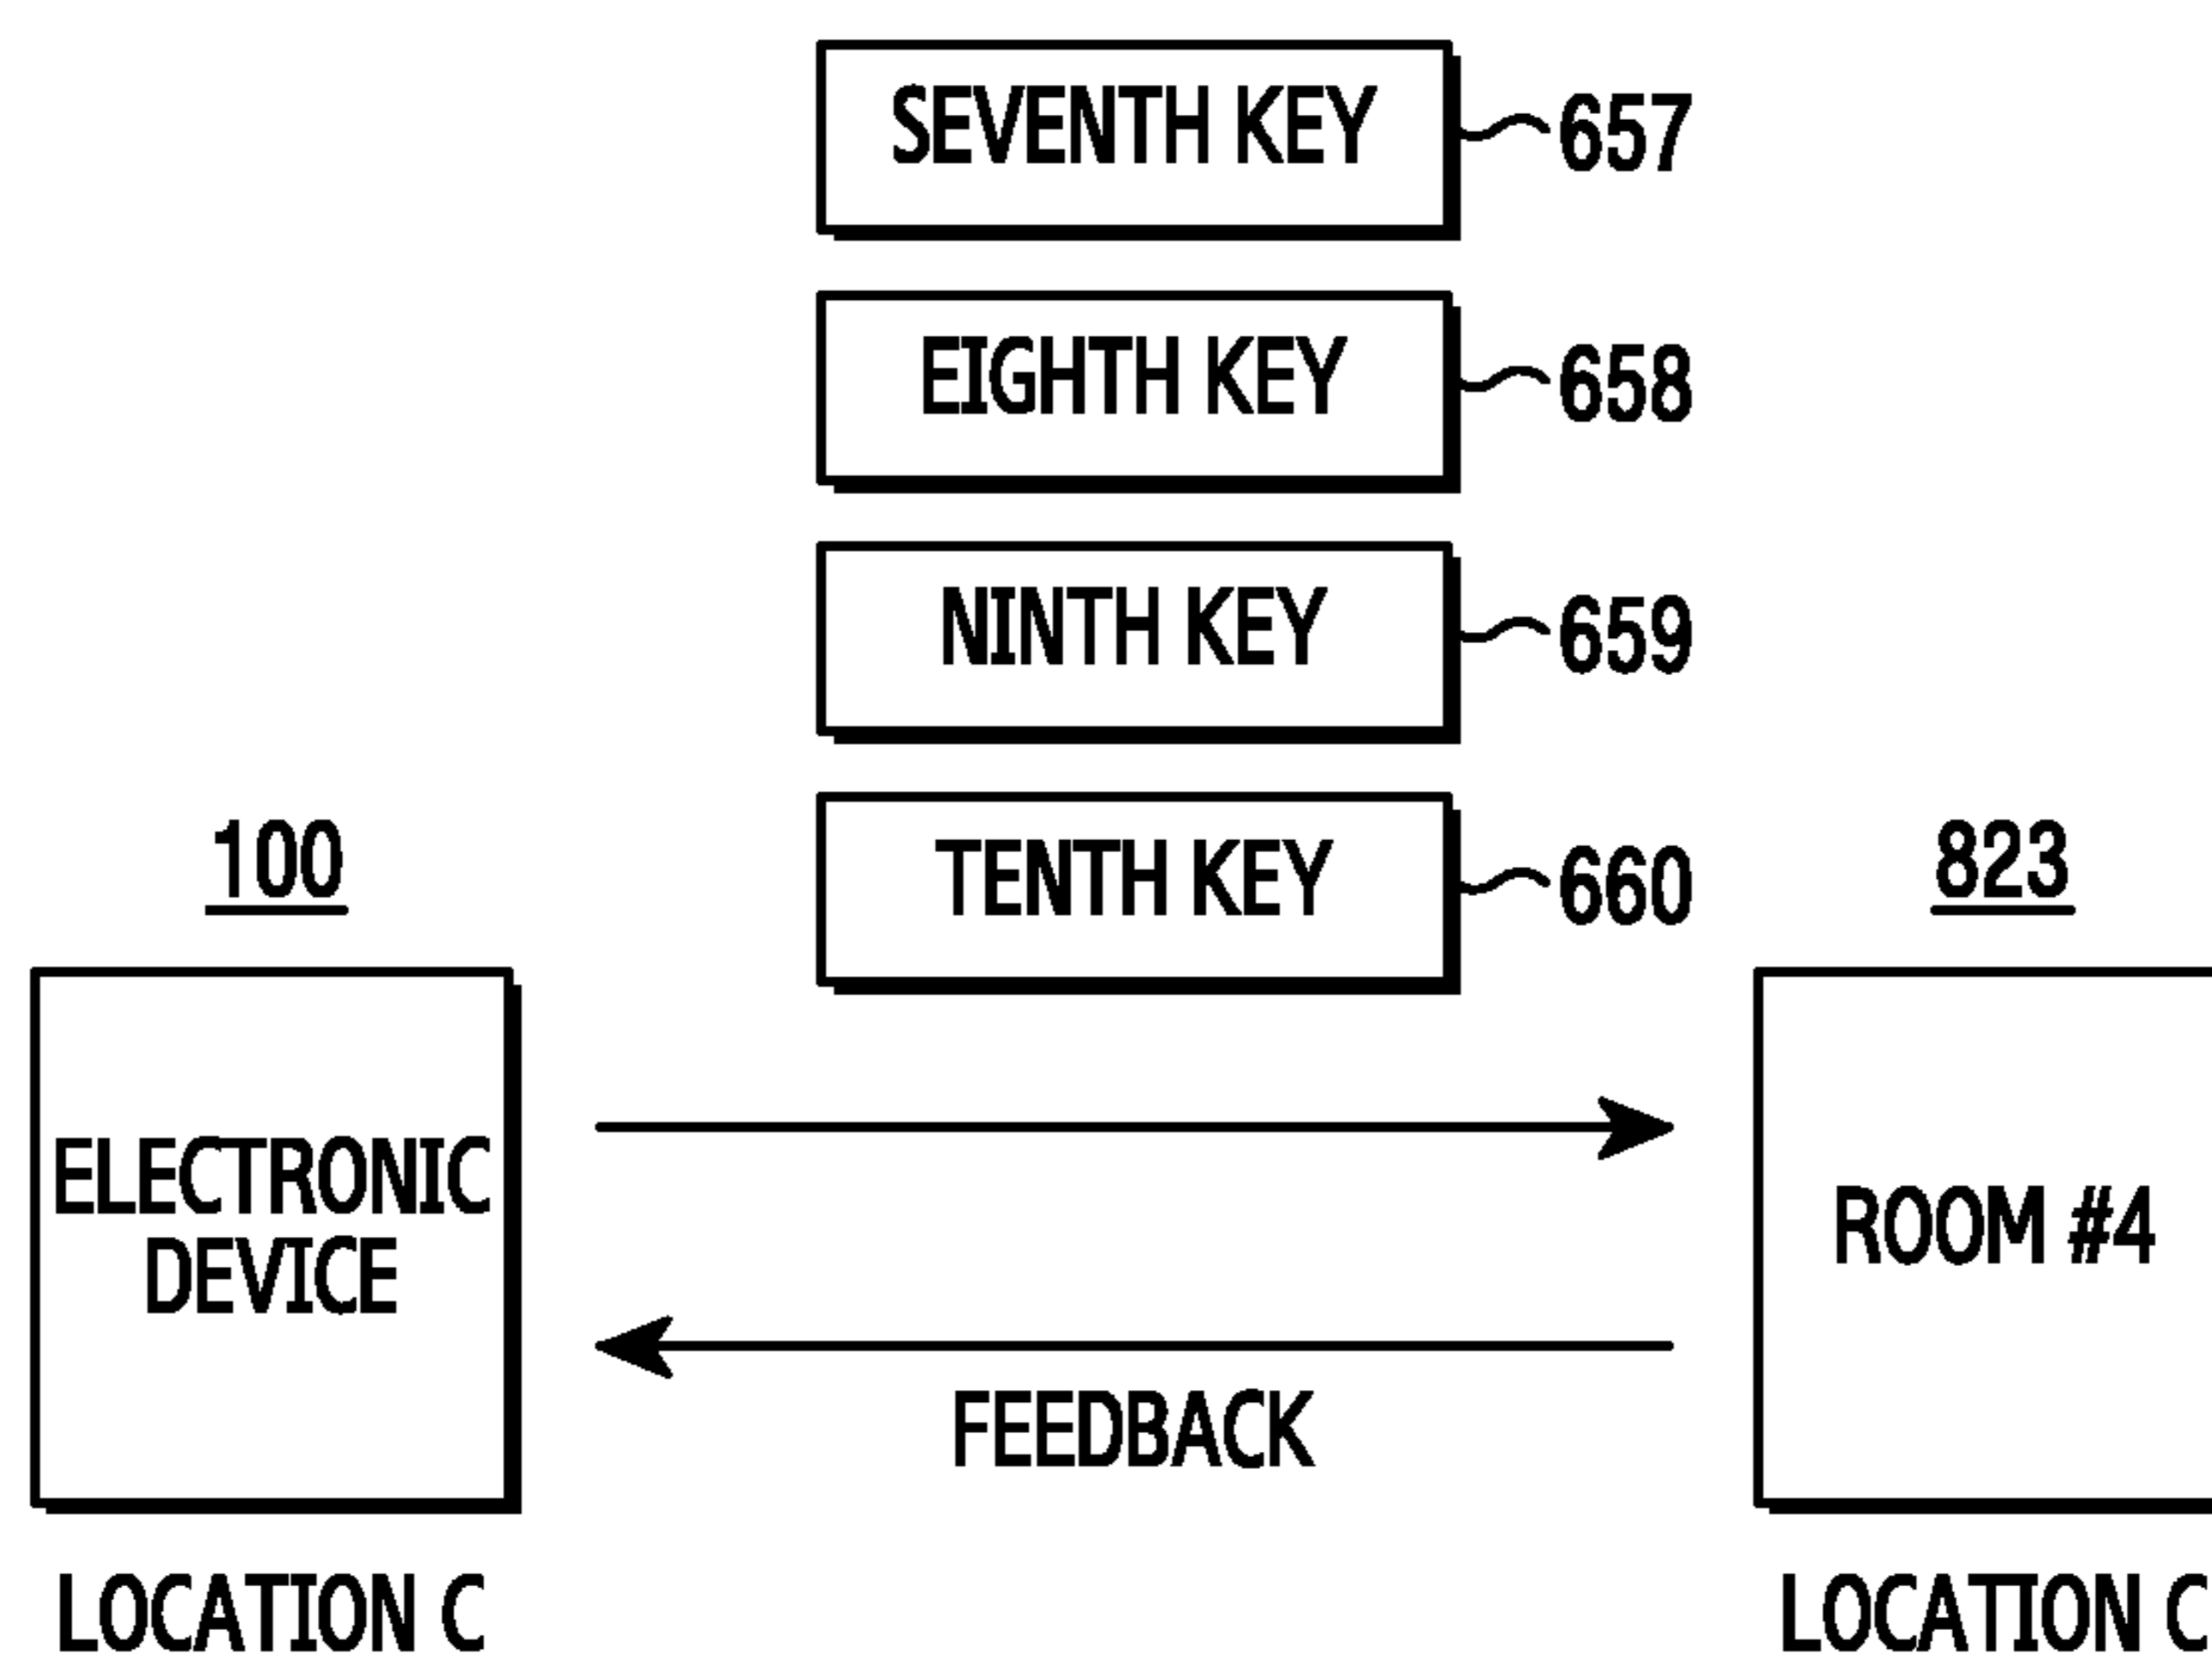 SEVENTH KEY
657
EIGHTH KEY
658
NINTH KEY
659
TENTH KEY
660
100
823
ELECTRONIC
DEVICE
ROOM #4
FEEDBACK
LOCATION C
LOCATION C